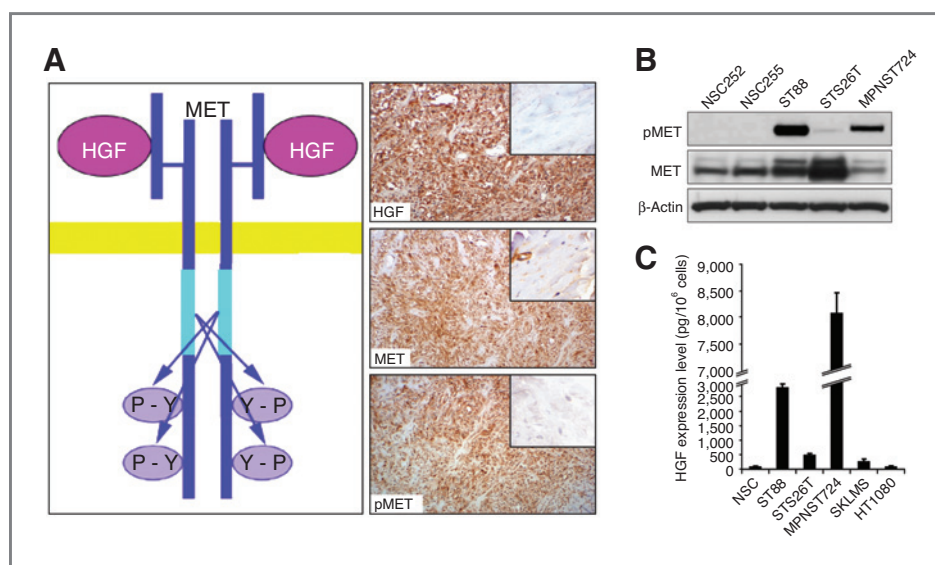 A
MET
HGF
HGF
P - Y
Y - P
P - Y
Y - P
HGF
MET
pMET
B
NSC252
NSC255
ST88
STS26T
MPNST724
pMET
MET
β-Actin
C
HGF expression level (pg/10⁶ cells)
9,000
8,500
8,000
7,500
7,000
3,000
2,500
2,000
1,500
1,000
500
0
NSC
ST88
STS26T
MPNST724
SKLMS
HT1080